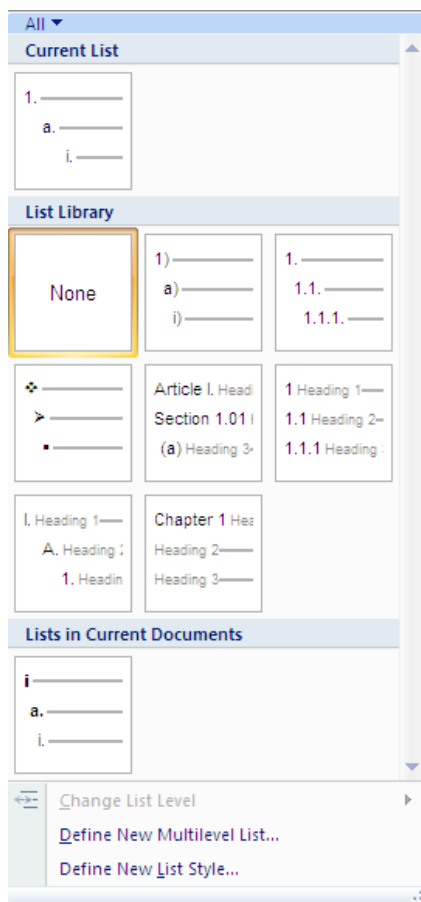 All
Current List
1.
a.
i.
List Library
None
1)
a)
i)
1.
1.1.
1.1.1.
Article I. Headi
Section 1.01
(a) Heading 3
1 Heading 1
1.1 Heading 2
1.1.1 Heading
I. Heading 1
A. Heading
1. Headin
Chapter 1 Hea
Heading 2
Heading 3
Lists in Current Documents
i
a.
i.
Change List Level
Define New Multilevel List...
Define New List Style...